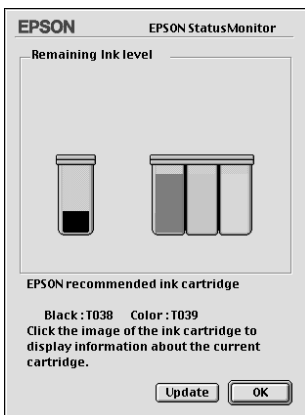 EPSON EPSON StatusMonitor
Remaining Ink level
EPSON recommended ink cartridge
Black : T038 Color : T039
Click the image of the ink cartridge to
display information about the current
cartridge.
Update OK